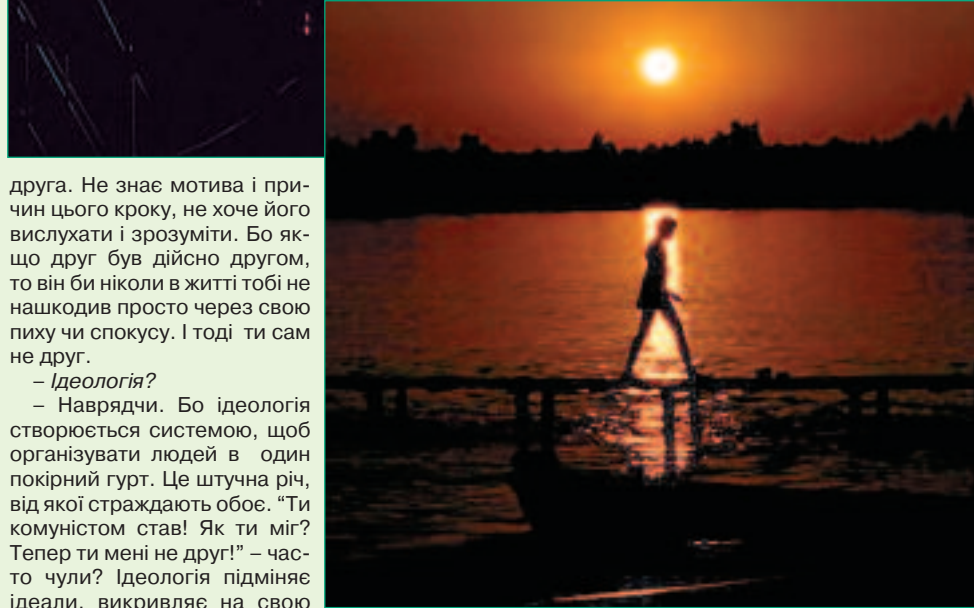 друга. Не знає мотива і при-
чин цього кроку, не хоче його
вислухати і зрозуміти. Бо як-
що друг був дійсно другом,
то він би ніколи в житті тобі не
нашкодив просто через свою
пиху чи спокусу. І тоді ти сам
не друг.
– Ідеологія?
– Наврядчи. Бо ідеологія
створюється системою, щоб
організувати людей в один
покірний гурт. Це штучна річ,
від якої страждають обоє. “Ти
комуністом став! Як ти міг?
Тепер ти мені не друг!” – час-
то чули? Ідеологія підміняє
ідеали, викривляє на свою